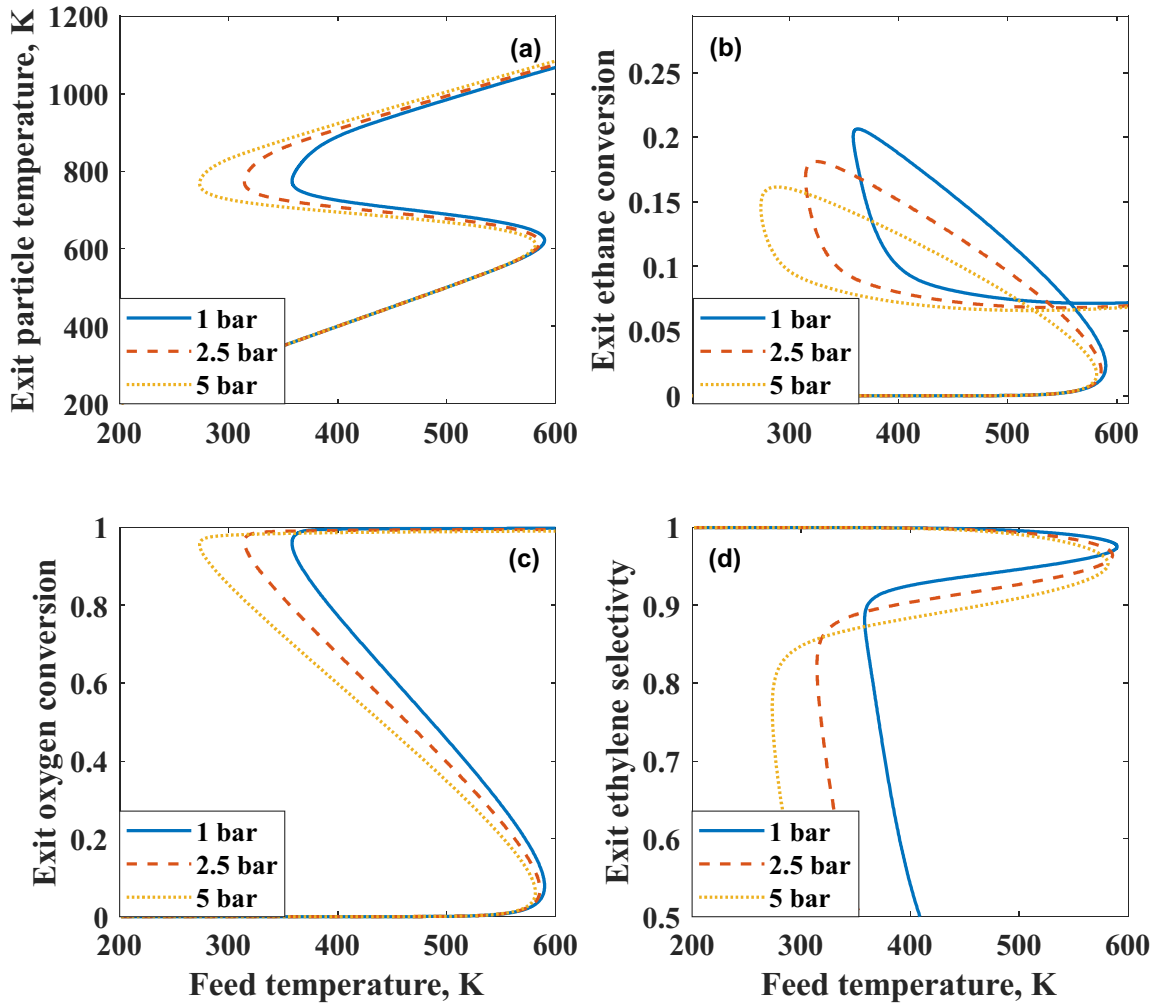 Exit particle temperature, K
1200
1000
800
600
400
200
(a)
1 bar
2.5 bar
5 bar
200
300
400
500
600
Exit ethane conversion
0.25
0.2
0.15
0.1
0.05
0
(b)
1 bar
2.5 bar
5 bar
300
400
500
600
Exit oxygen conversion
1
0.8
0.6
0.4
0.2
0
(c)
1 bar
2.5 bar
5 bar
200
300
400
500
600
Feed temperature, K
Exit ethylene selectivty
1
0.9
0.8
0.7
0.6
0.5
(d)
1 bar
2.5 bar
5 bar
200
300
400
500
600
Feed temperature, K